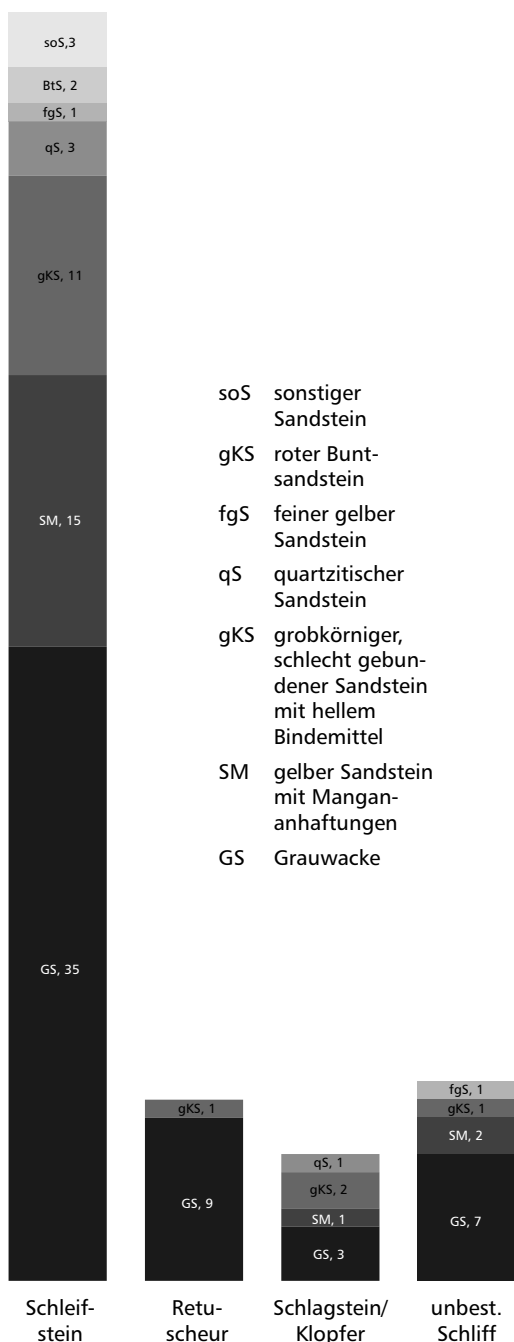 soS,3
BtS, 2
fgS, 1
qS, 3
gKS, 11
SM, 15
GS, 35
soS sonstiger
Sandstein
gKS roter Bunt-
sandstein
fgS feiner gelber
Sandstein
qS quartzitischer
Sandstein
gKS grobkörniger,
schlecht gebun-
dener Sandstein
mit hellem
Bindemittel
SM gelber Sandstein
mit Mangan-
anhaftungen
GS Grauwacke
gKS, 1
GS, 9
qS, 1
gKS, 2
SM, 1
GS, 3
fgS, 1
gKS, 1
SM, 2
GS, 7
Schleif-
stein
Retu-
scheur
Schlagstein/
Klopfer
unbest.
Schliff